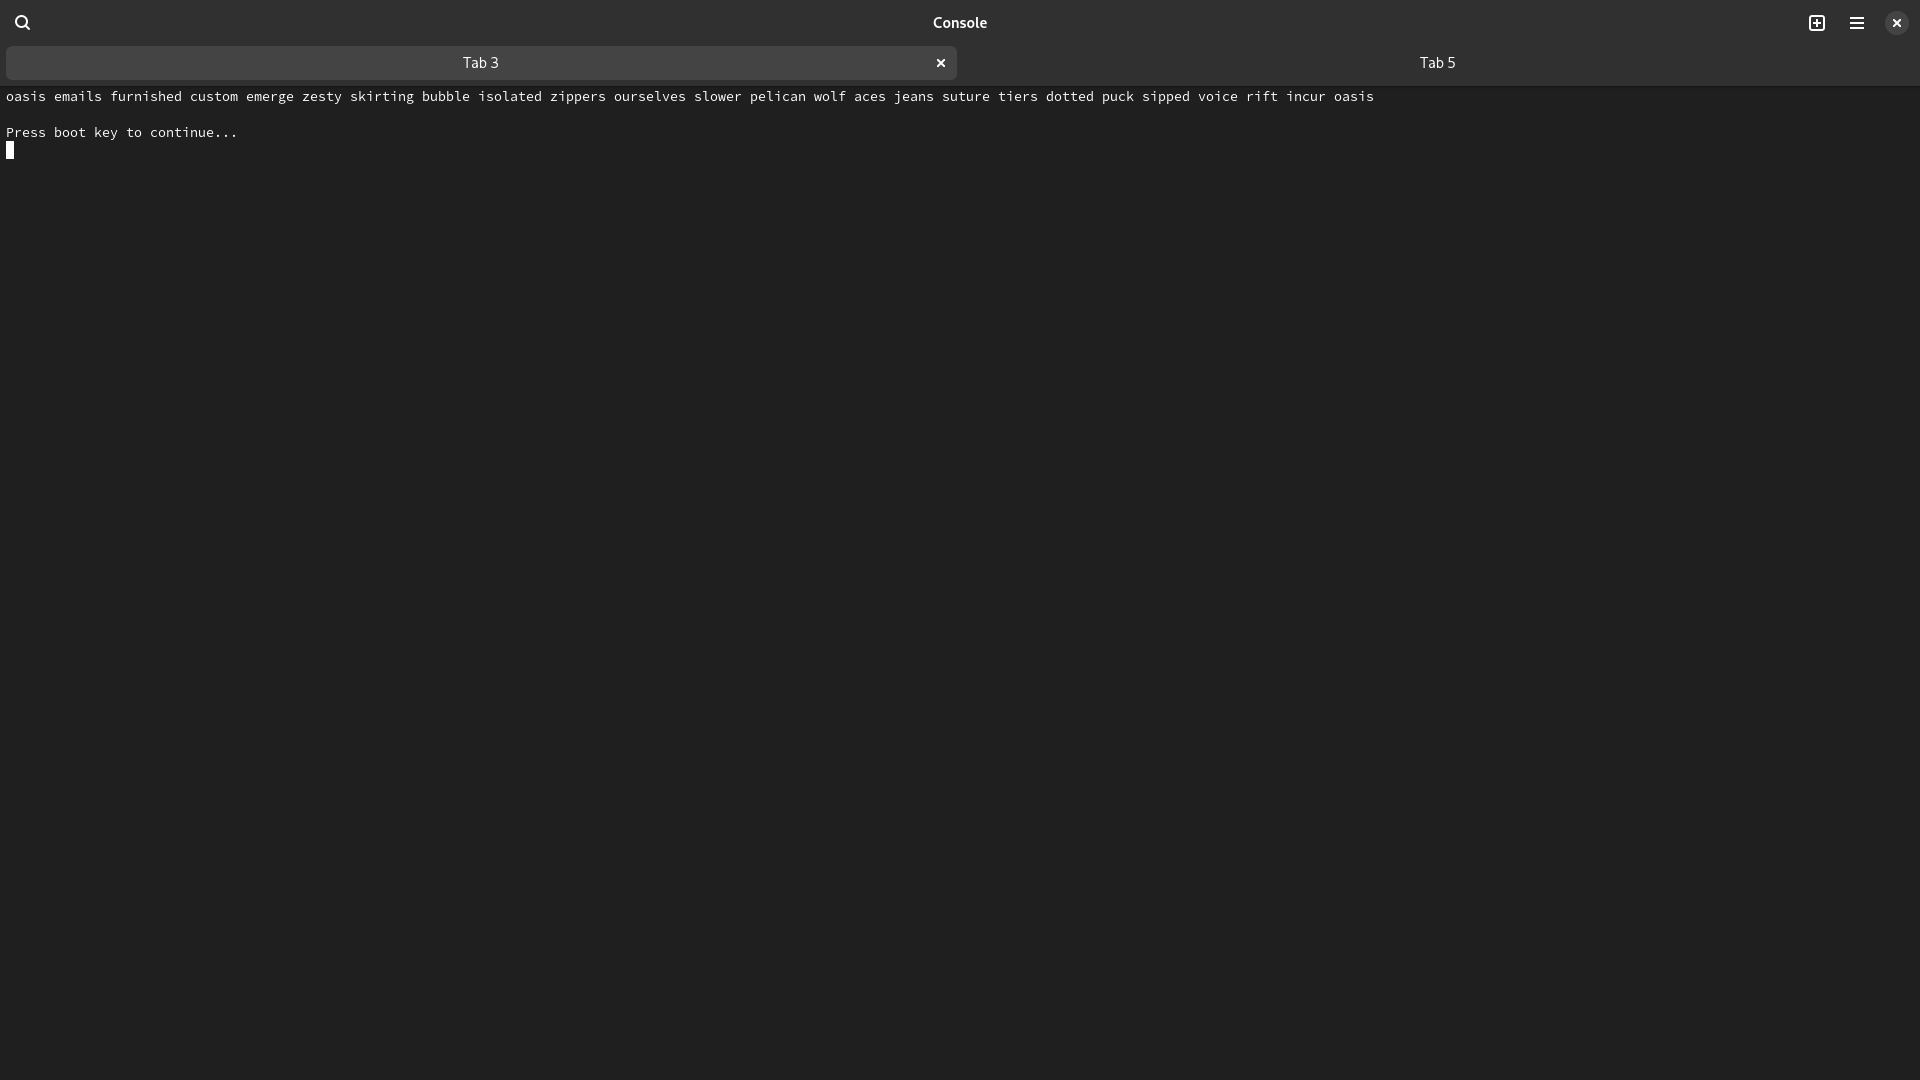 Console
Tab 3
Tab 5
oasis emails furnished custom emerge zesty skirting bubble isolated zippers ourselves slower pelican wolf aces jeans suture tiers dotted puck sipped voice rift incur oasis
Press boot key to continue...